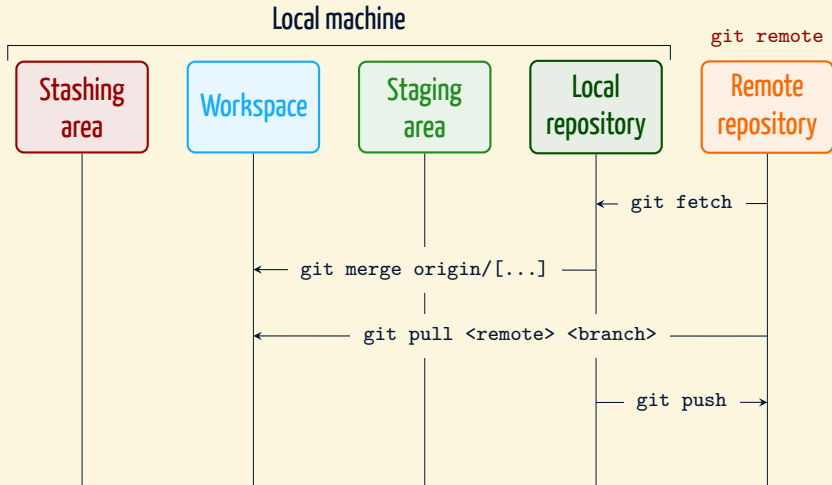 Local machine
git remote
Stashing
area
Workspace
Staging
area
Local
repository
Remote
repository
git fetch
git merge origin/[...]
git pull <remote> <branch>
git push